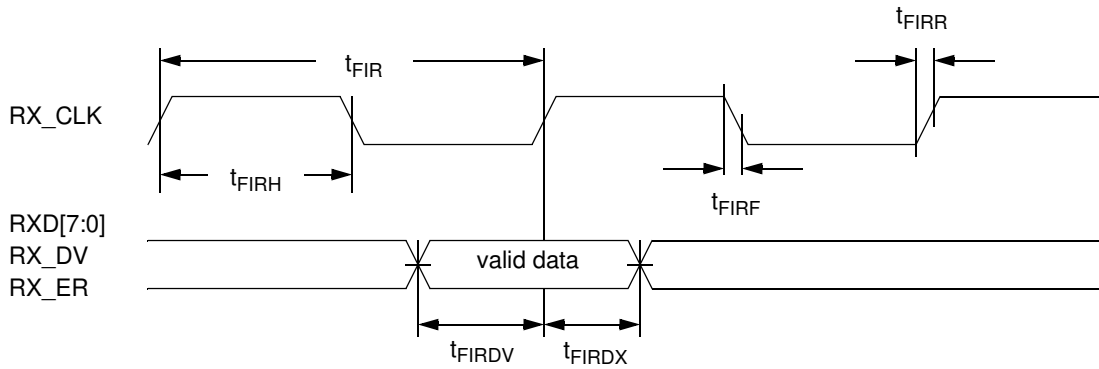 tFIRR
tFIR
RX_CLK
tFIRH
tFIRF
RXD[7:0]
RX_DV
valid data
RX_ER
tFIRDV
tFIRDX